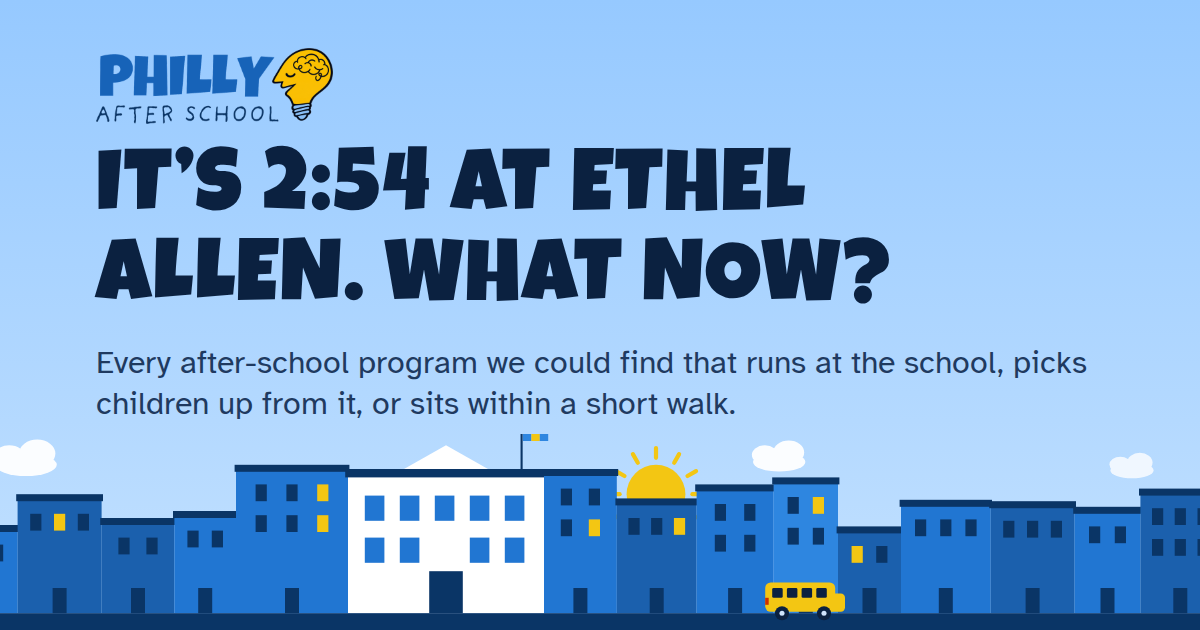 PHILLY
AFTER SCHOOL
IT’S 2:54 AT ETHEL
ALLEN. WHAT NOW?
Every after-school program we could find that runs at the school, picks
children up from it, or sits within a short walk.